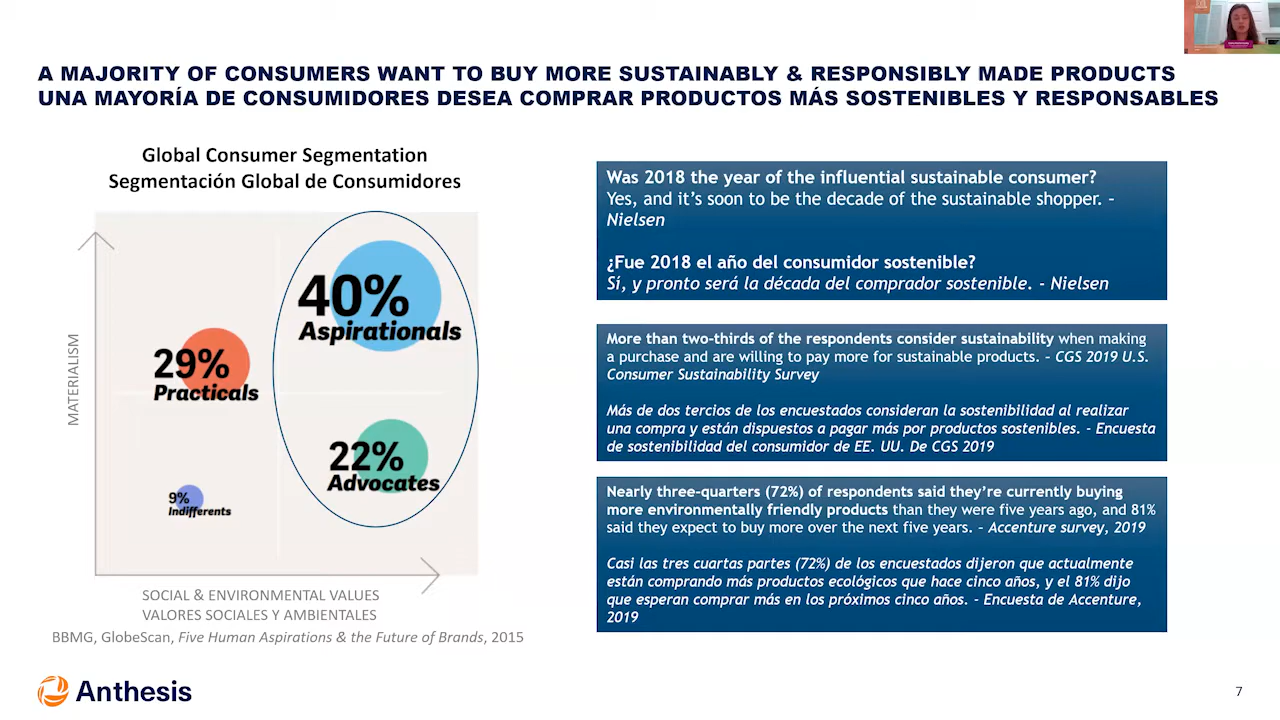 A MAJORITY OF CONSUMERS WANT TO BUY MORE SUSTAINABLY & RESPONSIBLY MADE PRODUCTS
UNA MAYORÍA DE CONSUMIDORES DESEA COMPRAR PRODUCTOS MÁS SOSTENIBLES Y RESPONSABLES
Global Consumer Segmentation
Segmentación Global de Consumidores
MATERIALISM
40%
Aspirationals
29%
Practicals
22%
Advocates
9%
Indifferents
SOCIAL & ENVIRONMENTAL VALUES
VALORES SOCIALES Y AMBIENTALES
BBMG, GlobeScan, Five Human Aspirations & the Future of Brands, 2015
Was 2018 the year of the influential sustainable consumer?
Yes, and it's soon to be the decade of the sustainable shopper. –
Nielsen
¿Fue 2018 el año del consumidor sostenible?
Sí, y pronto será la década del comprador sostenible. - Nielsen
More than two-thirds of the respondents consider sustainability when making
a purchase and are willing to pay more for sustainable products. – CGS 2019 U.S.
Consumer Sustainability Survey
Más de dos tercios de los encuestados consideran la sostenibilidad al realizar
una compra y están dispuestos a pagar más por productos sostenibles. – Encuesta
de sostenibilidad del consumidor de EE. UU. De CGS 2019
Nearly three-quarters (72%) of respondents said they're currently buying
more environmentally friendly products than they were five years ago, and 81%
said they expect to buy more over the next five years. – Accenture survey, 2019
Casi las tres cuartas partes (72%) de los encuestados dijeron que actualmente
están comprando más productos ecológicos que hace cinco años, y el 81% dijo
que esperan comprar más en los próximos cinco años. – Encuesta de Accenture,
2019
Anthesis
7